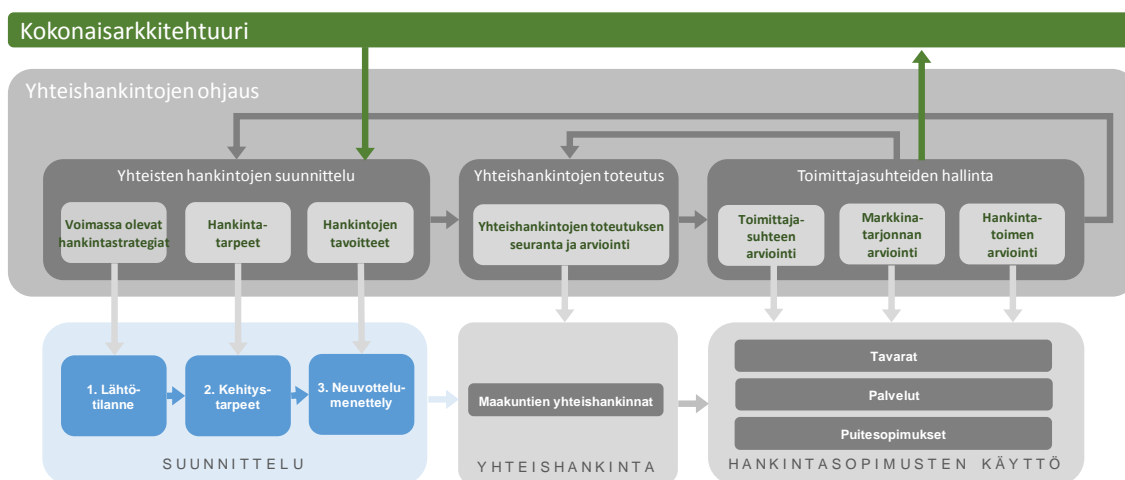 Kokonaisarkkitehtuuri
Yhteishankintojen ohjaus
Yhteisten hankintojen suunnittelu
Voimassa olevat
hankintastrategiat
Hankinta-
tarpeet
Hankintojen
tavoitteet
Yhteishankintojen toteutus
Yhteishankintojen toteutuksen
seuranta ja arviointi
Toimittajasuhteiden hallinta
Toimittaja-
suhteen
arviointi
Markkina-
tarjonnan
arviointi
Hankinta-
toimen
arviointi
1. Lähtö-
tilanne
2. Kehitys-
tarpeet
3. Neuvottelu-
menettely
SUUNNITTELU
Maakuntien yhteishankinnat
YHTEISHANKINTA
Tavarat
Palvelut
Puitesopimukset
HANKINTASOPIMUSTEN KÄYTTÖ